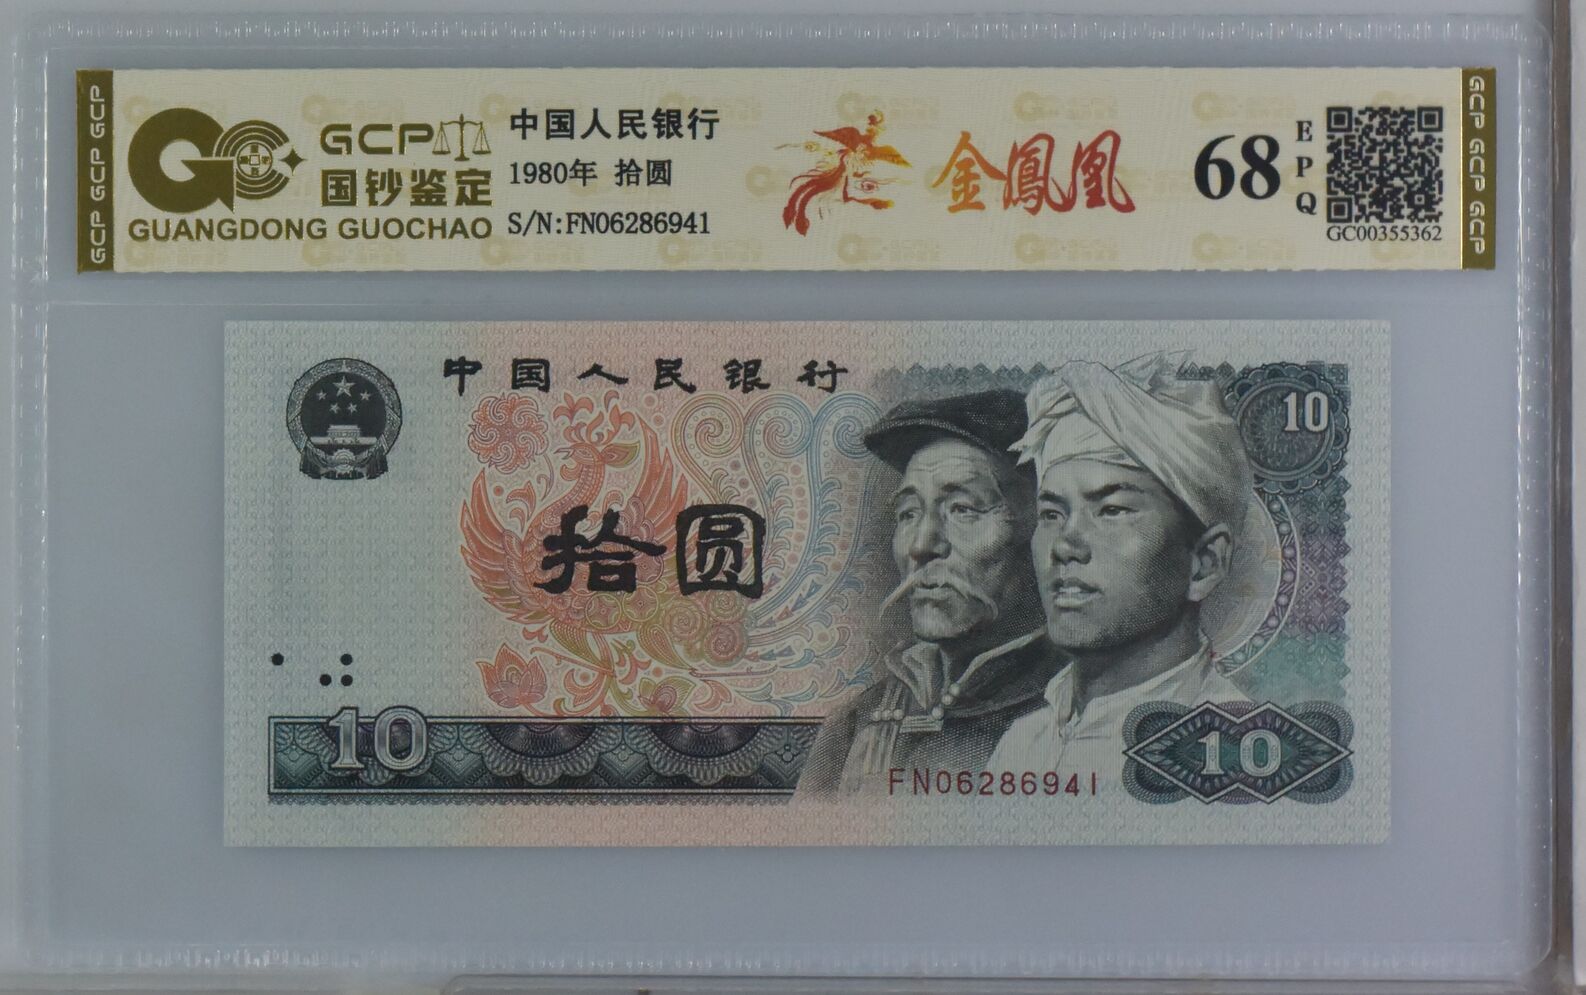 GCP GCP GCP
GCP
国钞鉴定
GUANGDONG GUOCHAO
中国人民银行
1980年 拾圆
S/N:FN06286941
金鳳凰
68
EPQ
GC00355362
GCP GCP GCP
中国人民银行
10
拾圆
10
FN06286941
10